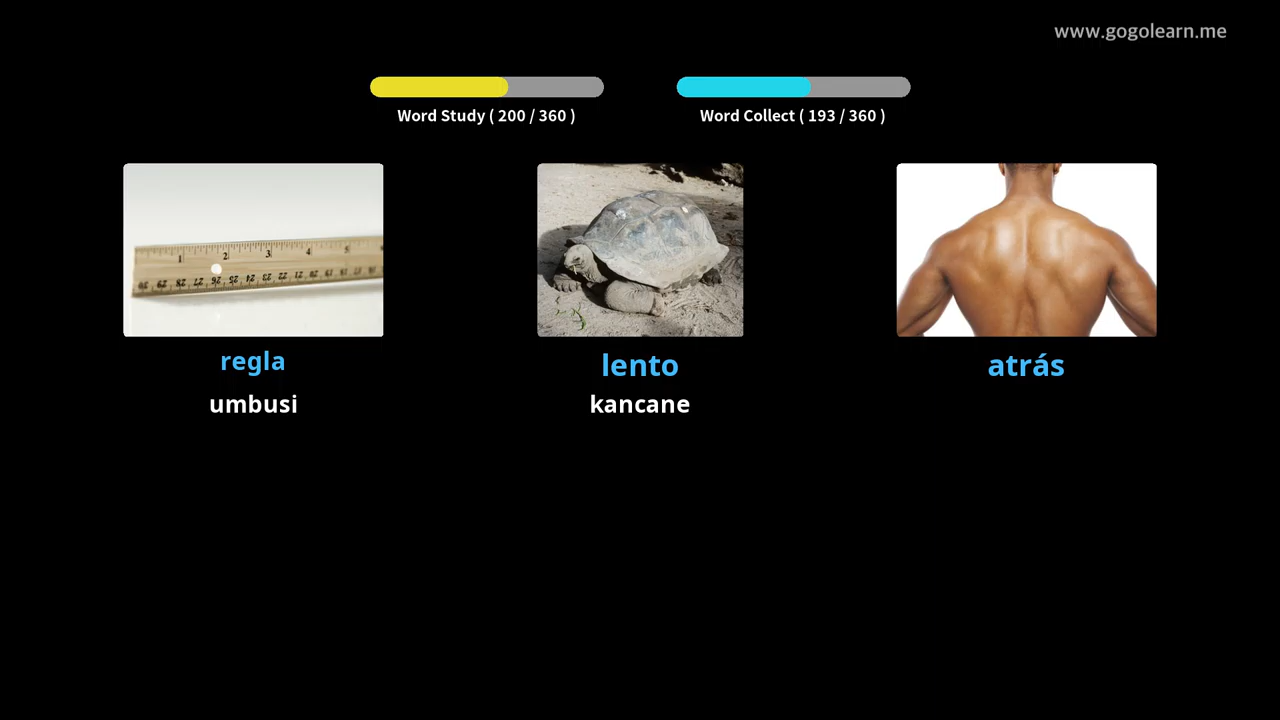 www.gogolearn.me
Word Study ( 200 / 360 )
Word Collect ( 193 / 360 )
regla
lento
atrás
umbusi
kancane